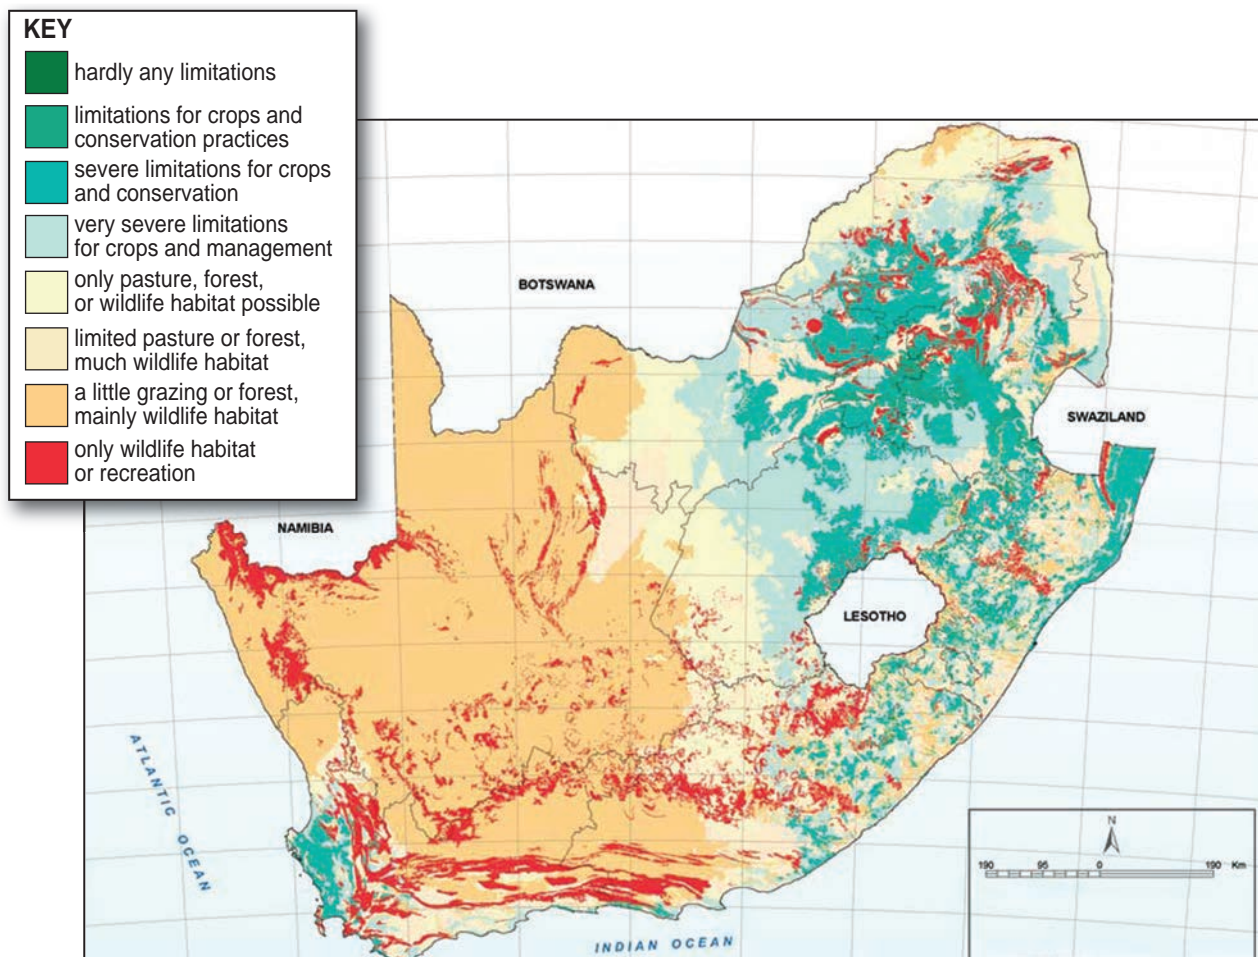 KEY
hardly any limitations
limitations for crops and
conservation practices
severe limitations for crops
and conservation
very severe limitations
for crops and management
only pasture, forest,
or wildlife habitat possible
limited pasture or forest,
much wildlife habitat
a little grazing or forest,
mainly wildlife habitat
only wildlife habitat
or recreation
BOTSWANA
SWAZILAND
NAMIBIA
LESOTHO
ATLANTIC OCEAN
INDIAN OCEAN
N
190 95 0 190 Km